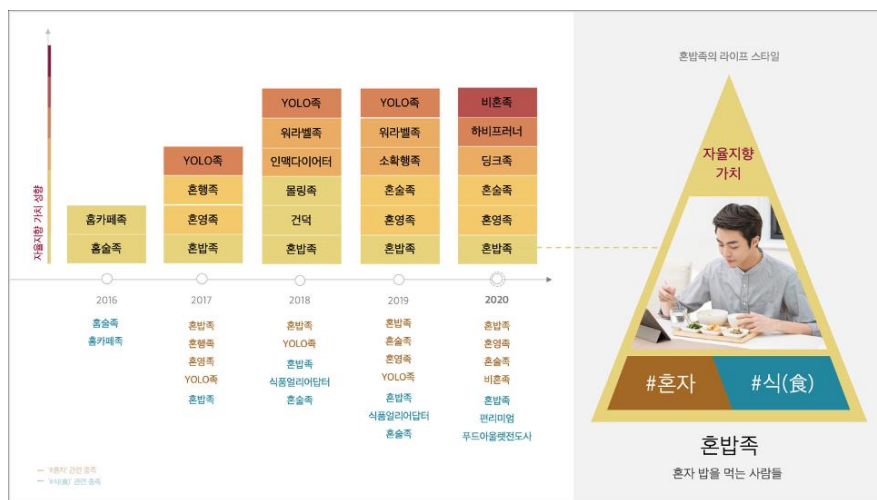 자율지향 가치 성향
홈카페족
홈술족
YOLO족
혼행족
혼영족
혼밥족
YOLO족
워라벨족
인맥다이어터
몰링족
건덕
혼밥족
YOLO족
워라벨족
소확행족
혼술족
혼영족
혼밥족
비혼족
하비프러너
딩크족
혼술족
혼영족
혼밥족
2016
2017
2018
2019
2020
홈술족
홈카페족
혼밥족
혼행족
혼영족
YOLO족
혼밥족
혼밥족
YOLO족
혼밥족
식품얼리어답터
혼술족
혼밥족
혼술족
혼영족
YOLO족
혼밥족
식품얼리어답터
혼술족
혼밥족
혼영족
혼술족
비혼족
혼밥족
편리미엄
푸드아울렛전도사
'#혼자' 관련 종족
'#식(食)' 관련 종족
혼밥족의 라이프 스타일
자율지향
가치
#혼자
#식(食)
혼밥족
혼자 밥을 먹는 사람들